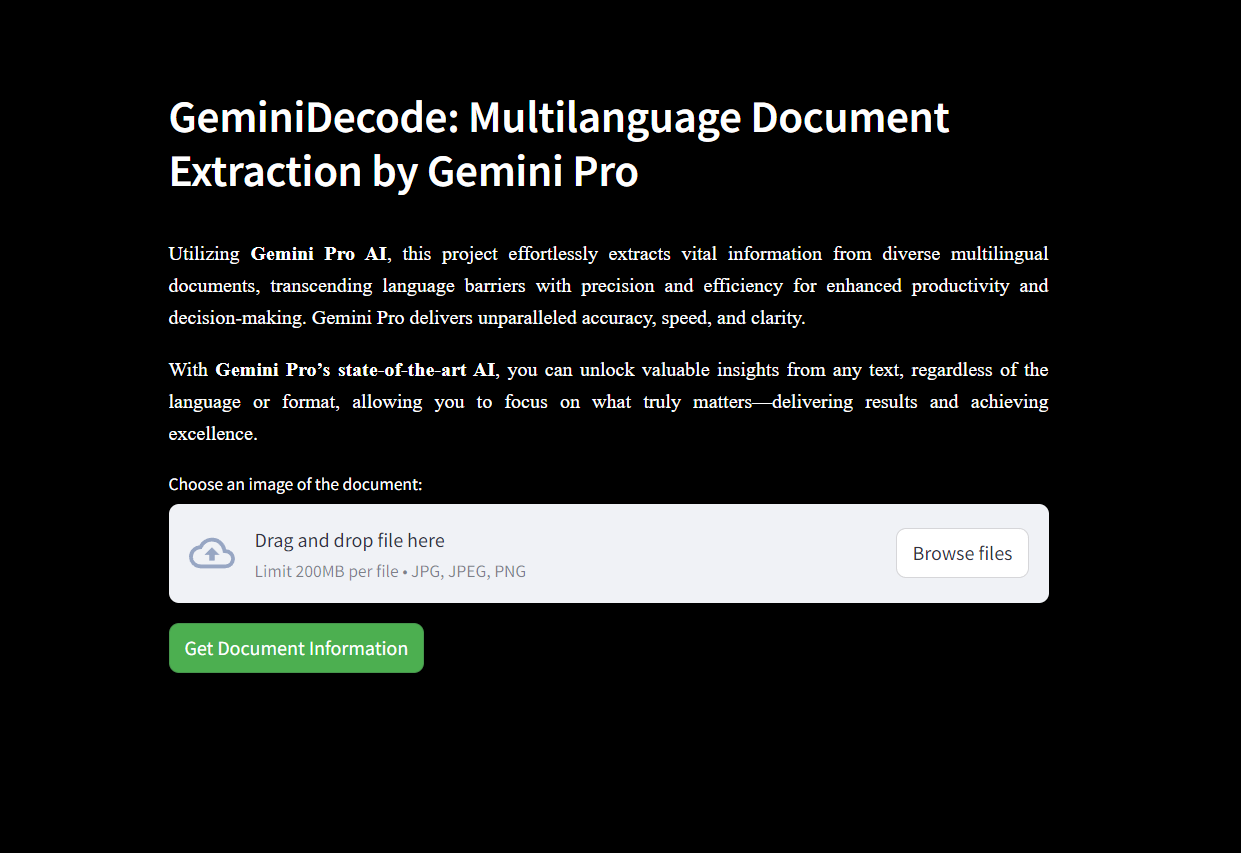 GeminiDecode: Multilanguage Document
Extraction by Gemini Pro
Utilizing Gemini Pro AI, this project effortlessly extracts vital information from diverse multilingual
documents, transcending language barriers with precision and efficiency for enhanced productivity and
decision-making. Gemini Pro delivers unparalleled accuracy, speed, and clarity.
With Gemini Pro’s state-of-the-art AI, you can unlock valuable insights from any text, regardless of the
language or format, allowing you to focus on what truly matters—delivering results and achieving
excellence.
Choose an image of the document:
Drag and drop file here
Limit 200MB per file • JPG, JPEG, PNG
Browse files
Get Document Information